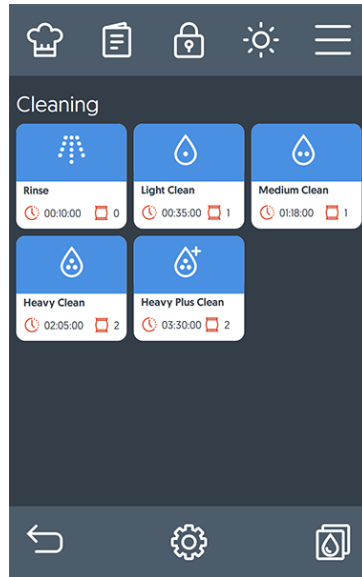 Cleaning
Rinse
00:10:00 0
Light Clean
00:35:00 1
Medium Clean
01:18:00 1
Heavy Clean
02:05:00 2
Heavy Plus Clean
03:30:00 2